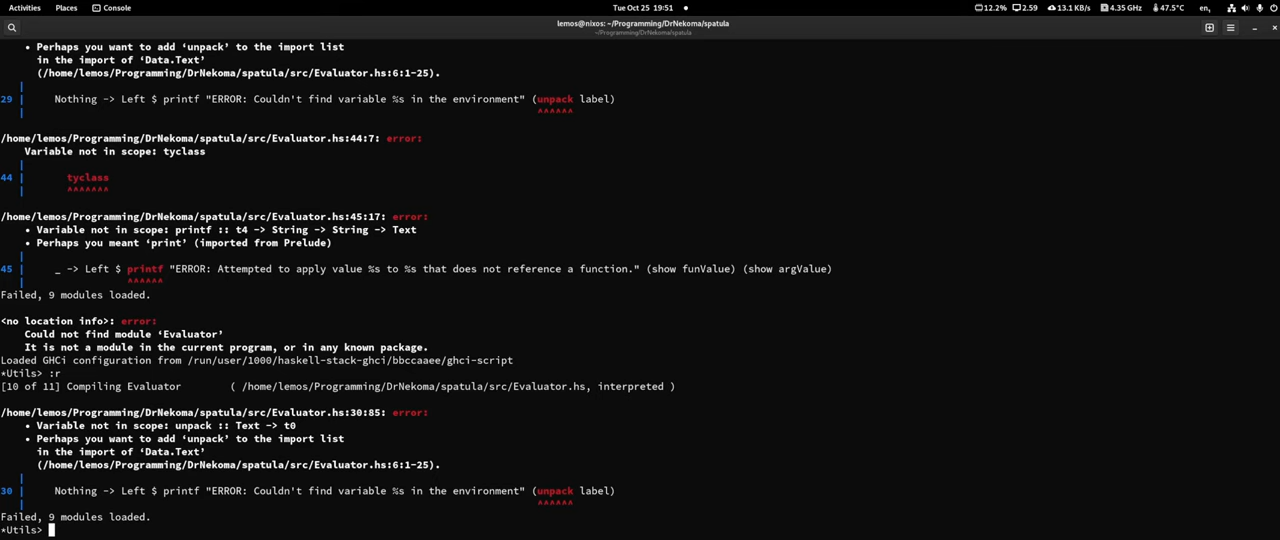 Activities Places Console Tue Oct 25 19:51 12.2% 2.59 13.1 KB/s 4.35 GHz 47.5°C en,
lemos@nixos: ~/Programming/DrNekoma/spatula
~/Programming/DrNekoma/spatula
• Perhaps you want to add ‘unpack’ to the import list
in the import of ‘Data.Text’
(/home/lemos/Programming/DrNekoma/spatula/src/Evaluator.hs:6:1-25).
|
29 | Nothing -> Left $ printf "ERROR: Couldn't find variable %s in the environment" (unpack label)
| ^^^^^^
/home/lemos/Programming/DrNekoma/spatula/src/Evaluator.hs:44:7: error:
Variable not in scope: tyclass
|
44 | tyclass
| ^^^^^^^
/home/lemos/Programming/DrNekoma/spatula/src/Evaluator.hs:45:17: error:
• Variable not in scope: printf :: t4 -> String -> String -> Text
• Perhaps you meant ‘print’ (imported from Prelude)
|
45 | _ -> Left $ printf "ERROR: Attempted to apply value %s to %s that does not reference a function." (show funValue) (show argValue)
| ^^^^^^
Failed, 9 modules loaded.
<no location info>: error:
Could not find module ‘Evaluator’
It is not a module in the current program, or in any known package.
Loaded GHCi configuration from /run/user/1000/haskell-stack-ghci/bbccaaee/ghci-script
*Utils> :r
[10 of 11] Compiling Evaluator ( /home/lemos/Programming/DrNekoma/spatula/src/Evaluator.hs, interpreted )
/home/lemos/Programming/DrNekoma/spatula/src/Evaluator.hs:30:85: error:
• Variable not in scope: unpack :: Text -> t0
• Perhaps you want to add ‘unpack’ to the import list
in the import of ‘Data.Text’
(/home/lemos/Programming/DrNekoma/spatula/src/Evaluator.hs:6:1-25).
|
30 | Nothing -> Left $ printf "ERROR: Couldn't find variable %s in the environment" (unpack label)
| ^^^^^^
Failed, 9 modules loaded.
*Utils>